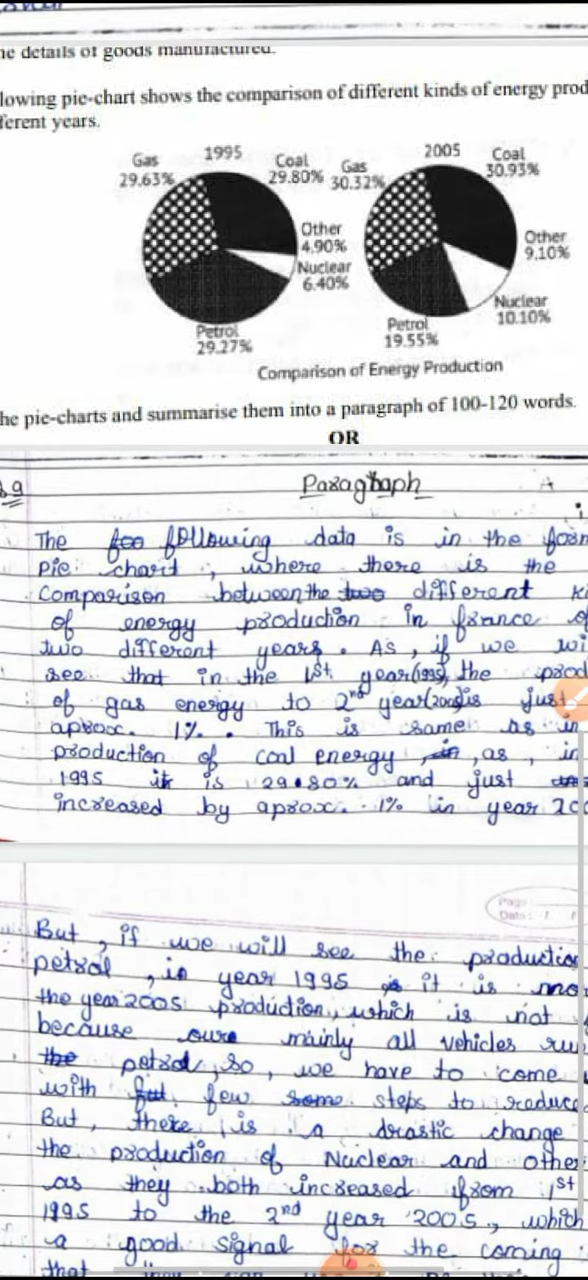 he details of goods manufactured.
lowing pie-chart shows the comparison of different kinds of energy prod
ferent years.
1995
Gas
29.63%
Coal
29.80%
Other
4.90%
Nuclear
6.40%
Petrol
29.27%
2005
Gas
30.32%
Coal
30.93%
Other
9.10%
Nuclear
10.10%
Petrol
19.55%
Comparison of Energy Production
he pie-charts and summarise them into a paragraph of 100-120 words.
OR
Paragraph
The following data is in the form
pie chart, where there is the
Comparison between the different ki
of energy production in france of
two different years. As, if we wi
see that in the 1st year(1995) the prod
of gas energy to 2nd year(2005) is just
aprox. 1%. This is same as in
production of coal energy, as, in
1995 it is 29.80% and just
increased by aprox. 1% in year 20
Page:
Date: / /
But, if we will see the production
petrol, in year 1995 it is mo
the year 2005 production, which is not
because mainly all vehicles ru
petrol, so, we have to come
with few steps to reduce
But, there is a drastic change
the production of Nuclear and other
as they both increased from 1st
1995 to the 2nd year 2005, which
a good signal for the coming
that